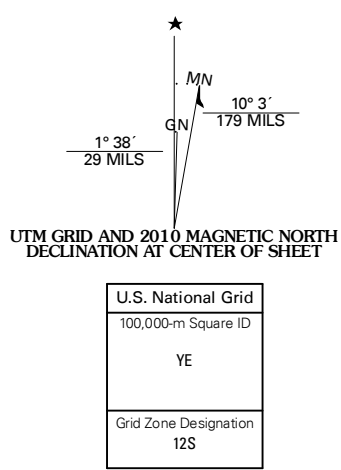 MN
10° 3´
179 MILS
GN
1° 38´
29 MILS
UTM GRID AND 2010 MAGNETIC NORTH
DECLINATION AT CENTER OF SHEET
U.S. National Grid
100,000-m Square ID
YE
Grid Zone Designation
12S